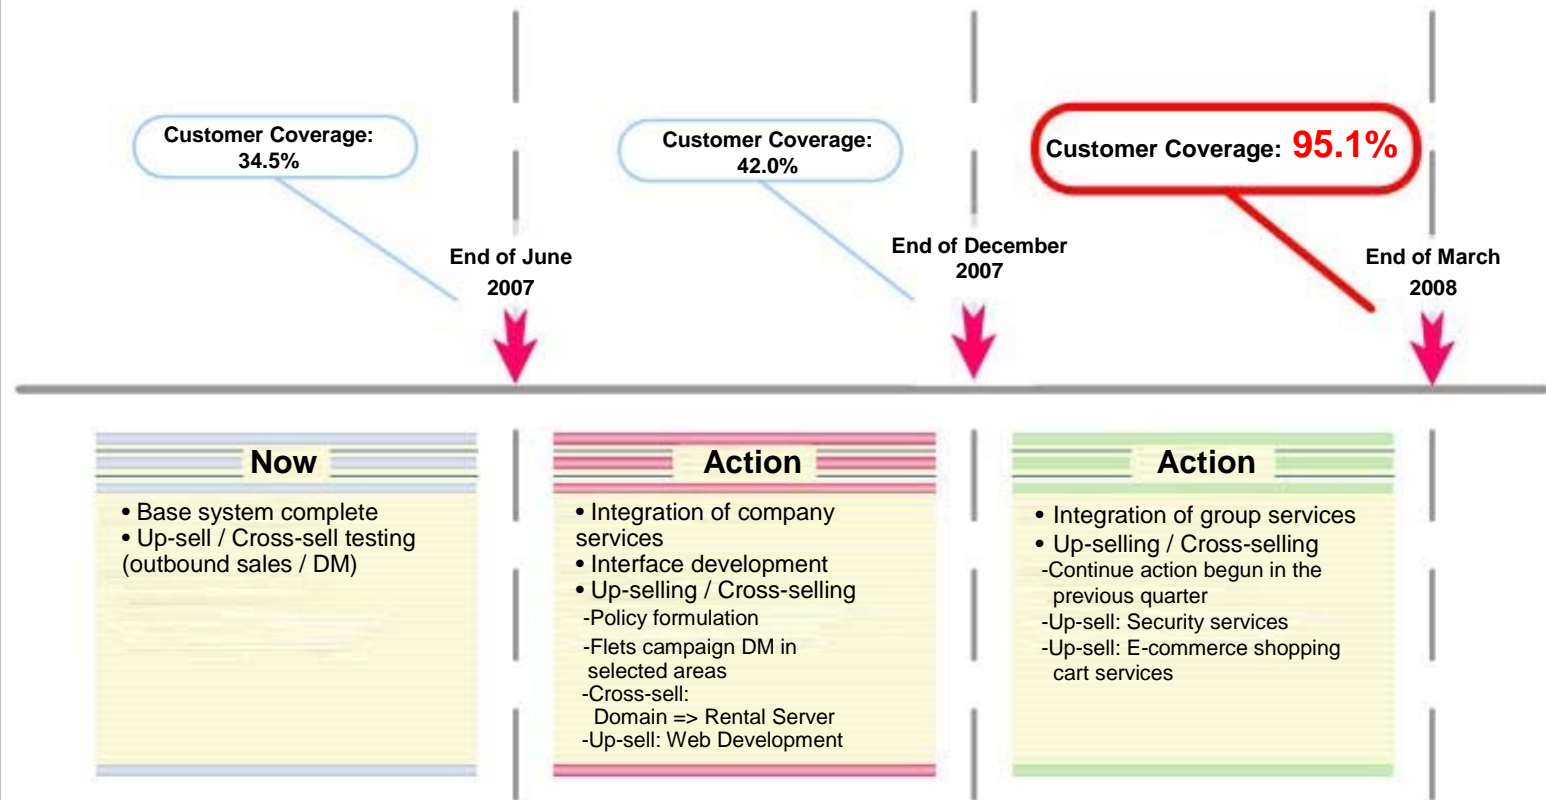 Customer Coverage:
34.5%
Customer Coverage:
42.0%
Customer Coverage: 95.1%
End of June
2007
End of December
2007
End of March
2008
Now
• Base system complete
• Up-sell / Cross-sell testing
(outbound sales / DM)
Action
• Integration of company
services
• Interface development
• Up-selling / Cross-selling
-Policy formulation
-Flets campaign DM in
selected areas
-Cross-sell:
Domain => Rental Server
-Up-sell: Web Development
Action
• Integration of group services
• Up-selling / Cross-selling
-Continue action begun in the
previous quarter
-Up-sell: Security services
-Up-sell: E-commerce shopping
cart services